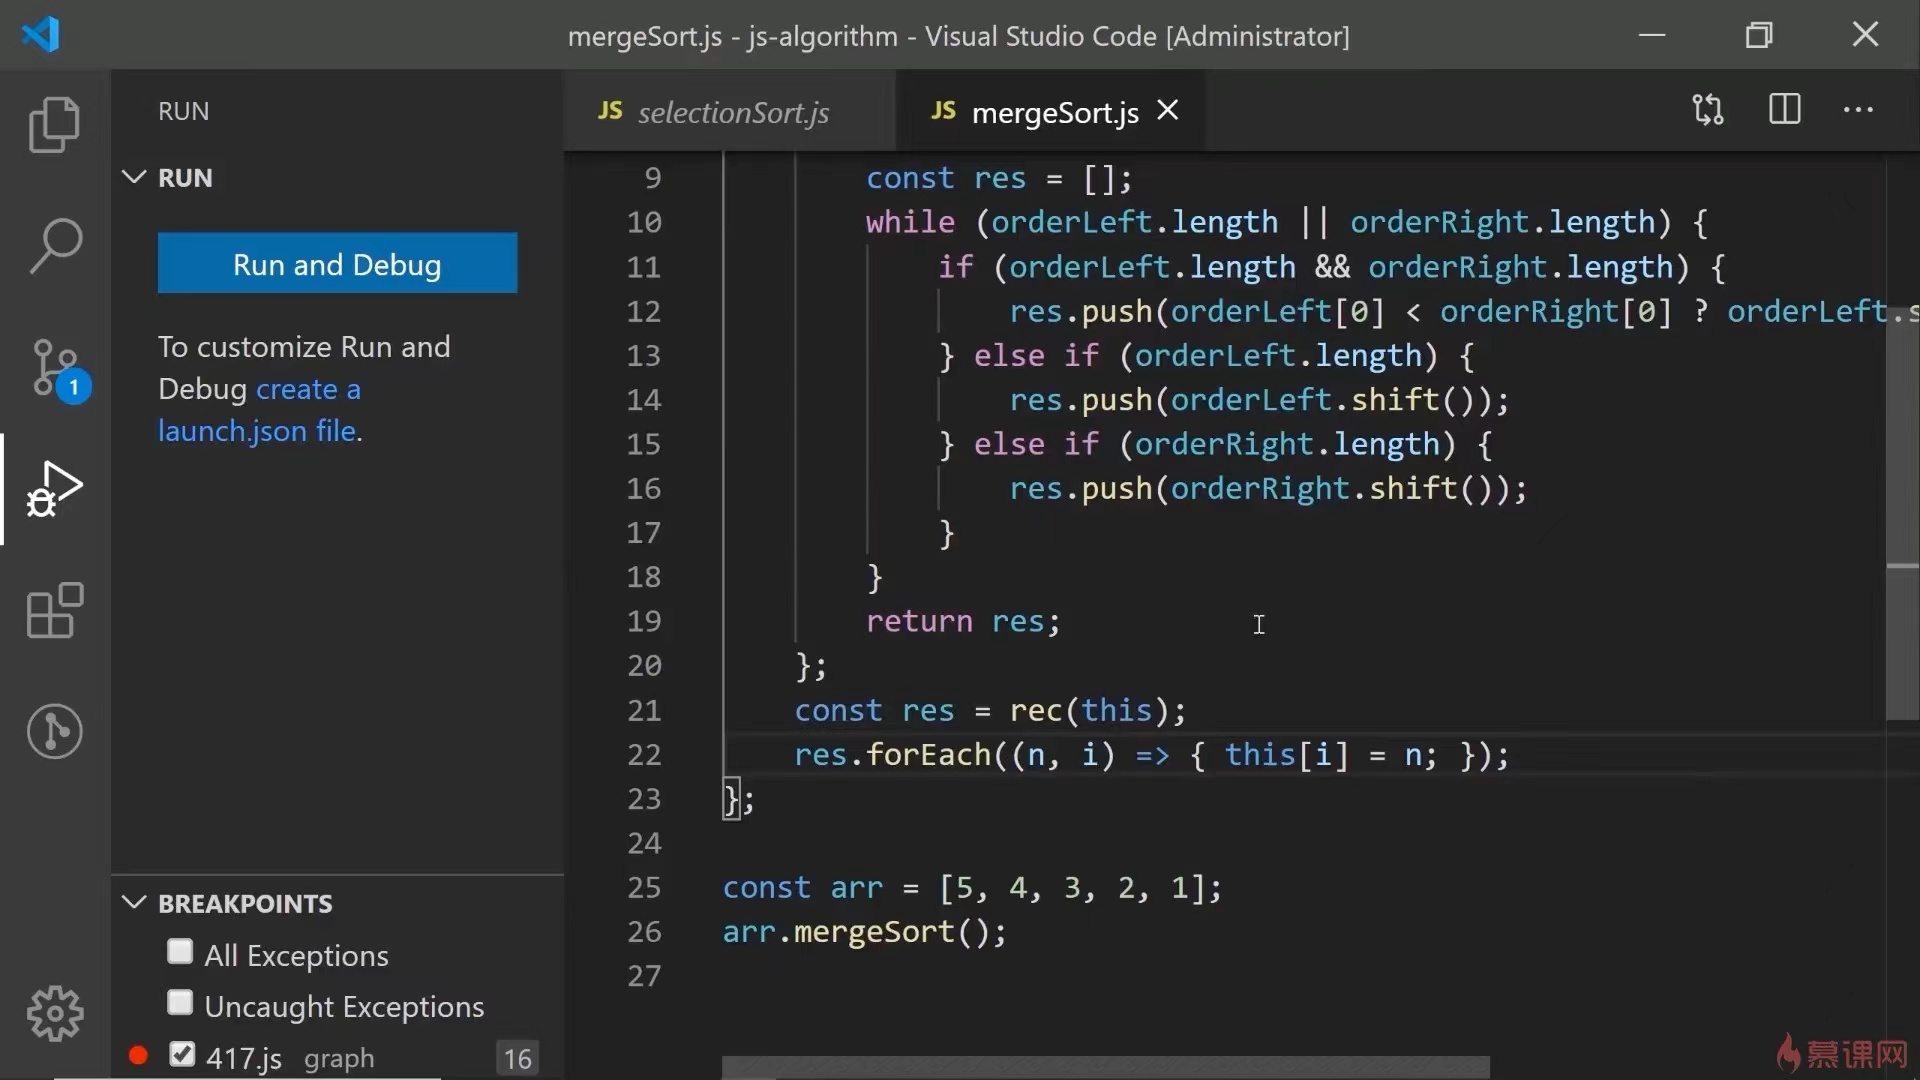 mergeSort.js - js-algorithm - Visual Studio Code [Administrator]
RUN
RUN
Run and Debug
To customize Run and
Debug create a
launch.json file.
BREAKPOINTS
All Exceptions
Uncaught Exceptions
417.js graph 16
1
JS selectionSort.js
JS mergeSort.js
9 const res = [];
10 while (orderLeft.length || orderRight.length) {
11 if (orderLeft.length && orderRight.length) {
12 res.push(orderLeft[0] < orderRight[0] ? orderLeft.s
13 } else if (orderLeft.length) {
14 res.push(orderLeft.shift());
15 } else if (orderRight.length) {
16 res.push(orderRight.shift());
17 }
18 }
19 return res;
20 };
21 const res = rec(this);
22 res.forEach((n, i) => { this[i] = n; });
23 };
24
25 const arr = [5, 4, 3, 2, 1];
26 arr.mergeSort();
27
慕课网